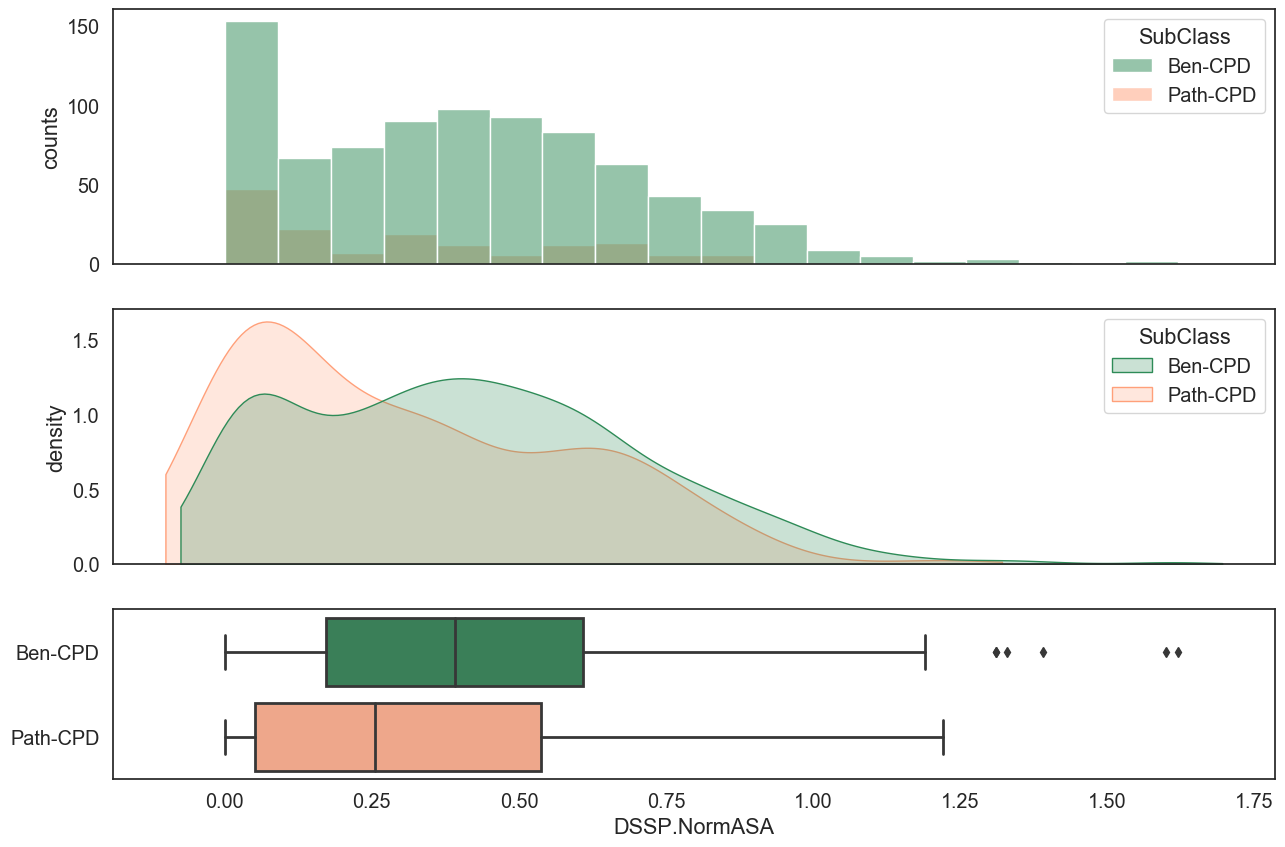 150
100
50
0
counts
SubClass
Ben-CPD
Path-CPD
1.5
1.0
0.5
0.0
density
SubClass
Ben-CPD
Path-CPD
Ben-CPD
Path-CPD
0.00 0.25 0.50 0.75 1.00 1.25 1.50 1.75
DSSP.NormASA